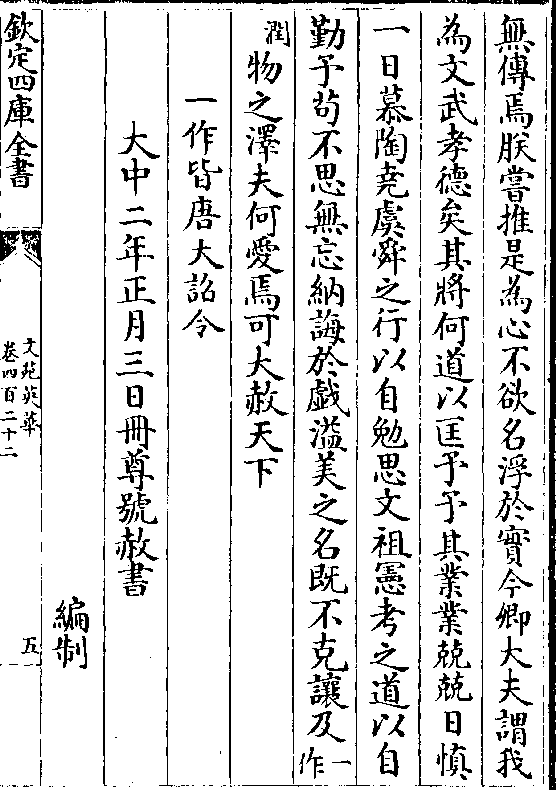 無傳焉朕嘗推是為心不欲名浮於實今卿大夫謂我
為文武孝德矣其將何道以匡予予其業業兢兢日慎
一日慕陶堯虞舜之行以自勉思文祖憲考之道以自
勤予茍不思無忘納誨於戲溢美之名既不克讓及一作
潤物之澤夫何愛焉可大赦天下
一作皆唐大詔令
大中二年正月三日冊尊號赦書
編制
欽定四庫全書
文苑英華
卷四百二十二
五